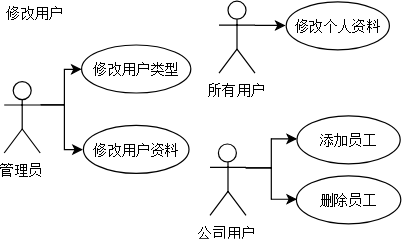 修改用户
修改个人资料
所有用户
修改用户类型
管理员
修改用户资料
添加员工
删除员工
公司用户